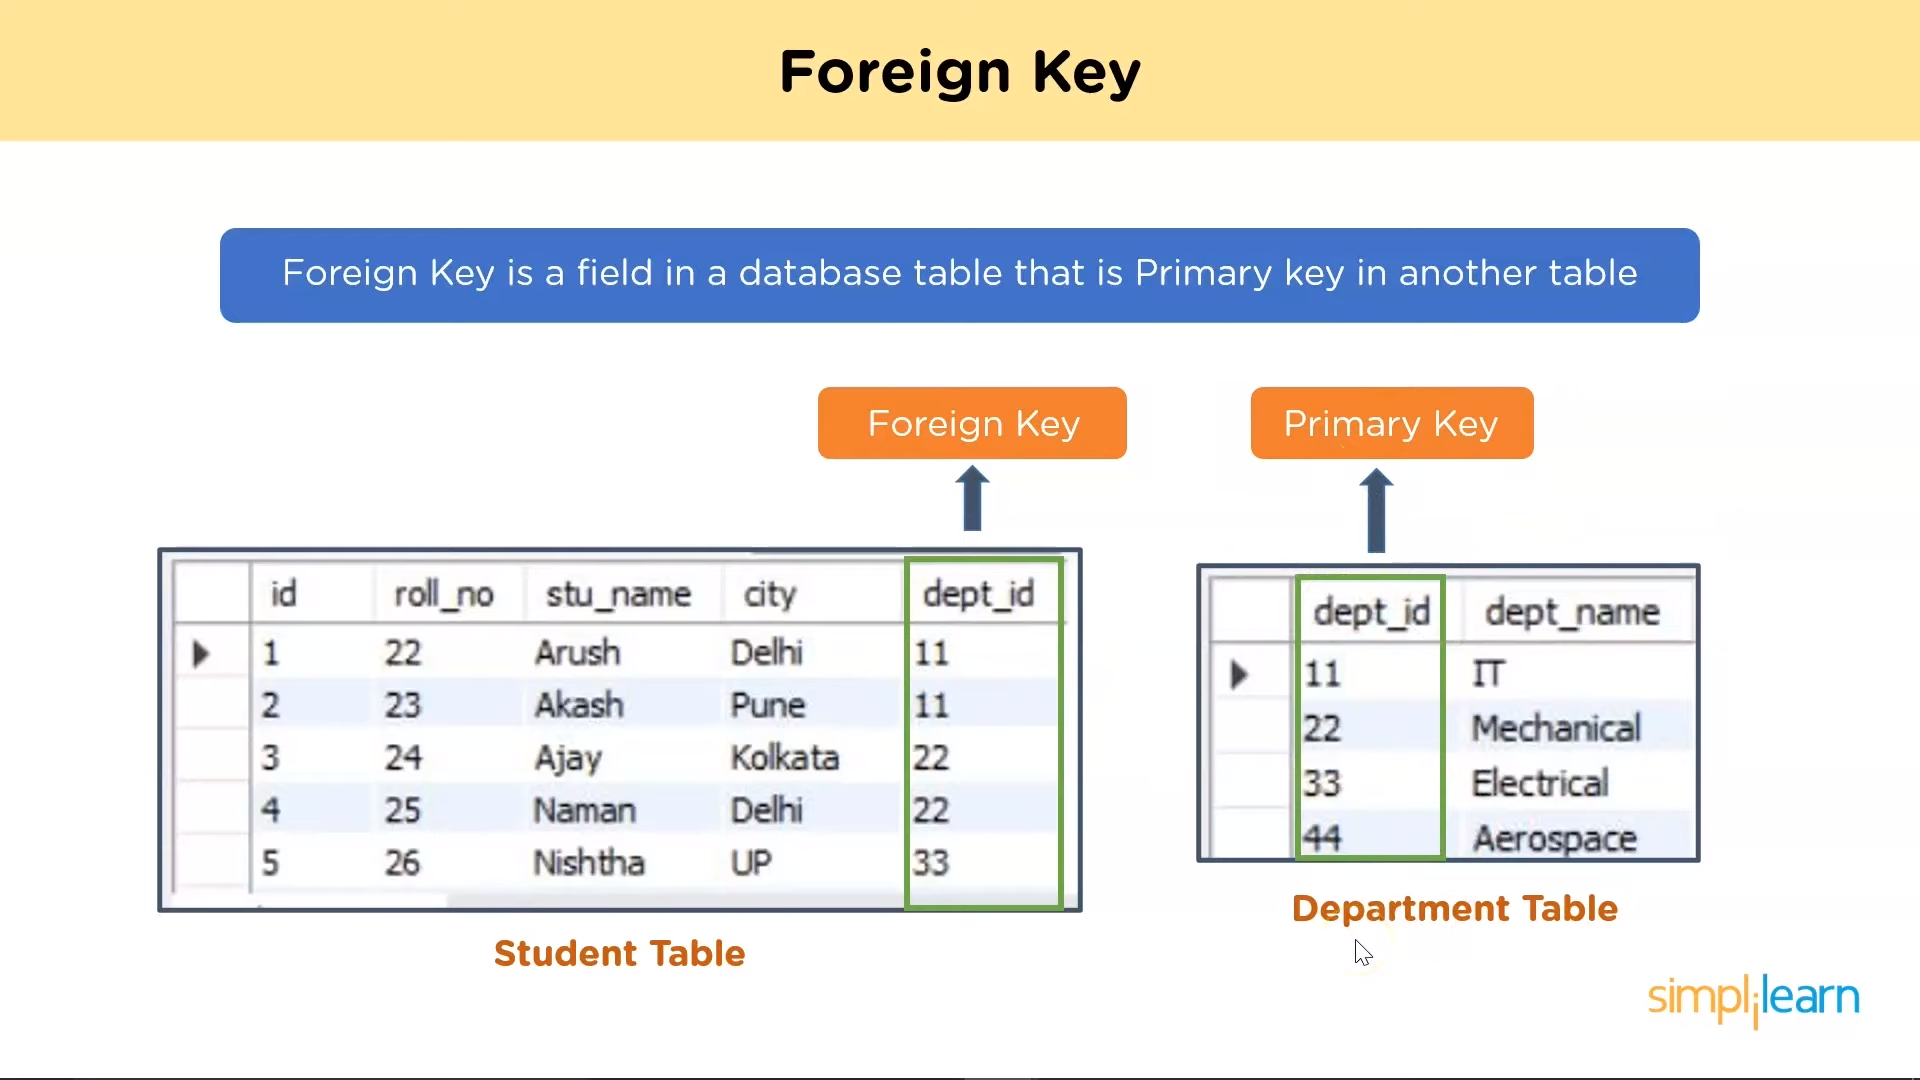 Foreign Key
Foreign Key is a field in a database table that is Primary key in another table
Foreign Key
Primary Key
id roll_no stu_name city dept_id
1 22 Arush Delhi 11
2 23 Akash Pune 11
3 24 Ajay Kolkata 22
4 25 Naman Delhi 22
5 26 Nishtha UP 33
Student Table
dept_id dept_name
11 IT
22 Mechanical
33 Electrical
44 Aerospace
Department Table
simplilearn